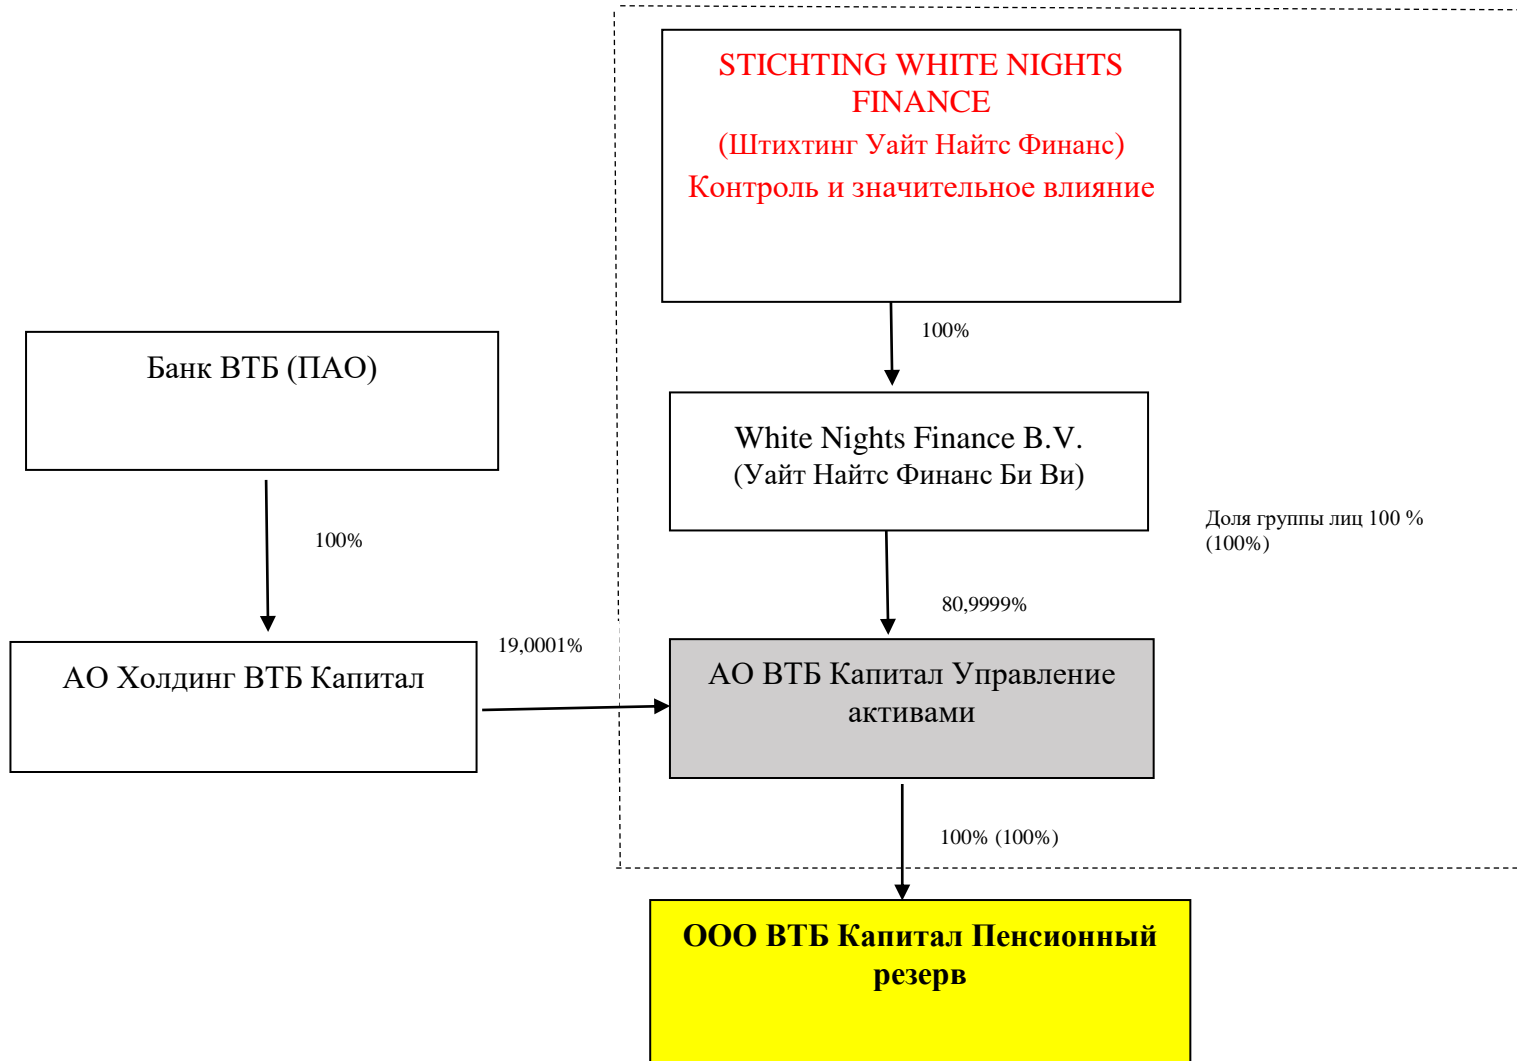 STICHTING WHITE NIGHTS
FINANCE
(Штихтинг Уайт Найтс Финанс)
Контроль и значительное влияние
100%
Банк ВТБ (ПАО)
White Nights Finance B.V.
(Уайт Найтс Финанс Би Ви)
Доля группы лиц 100 %
(100%)
100%
80,9999%
19,0001%
АО Холдинг ВТБ Капитал
АО ВТБ Капитал Управление
активами
100% (100%)
ООО ВТБ Капитал Пенсионный
резерв